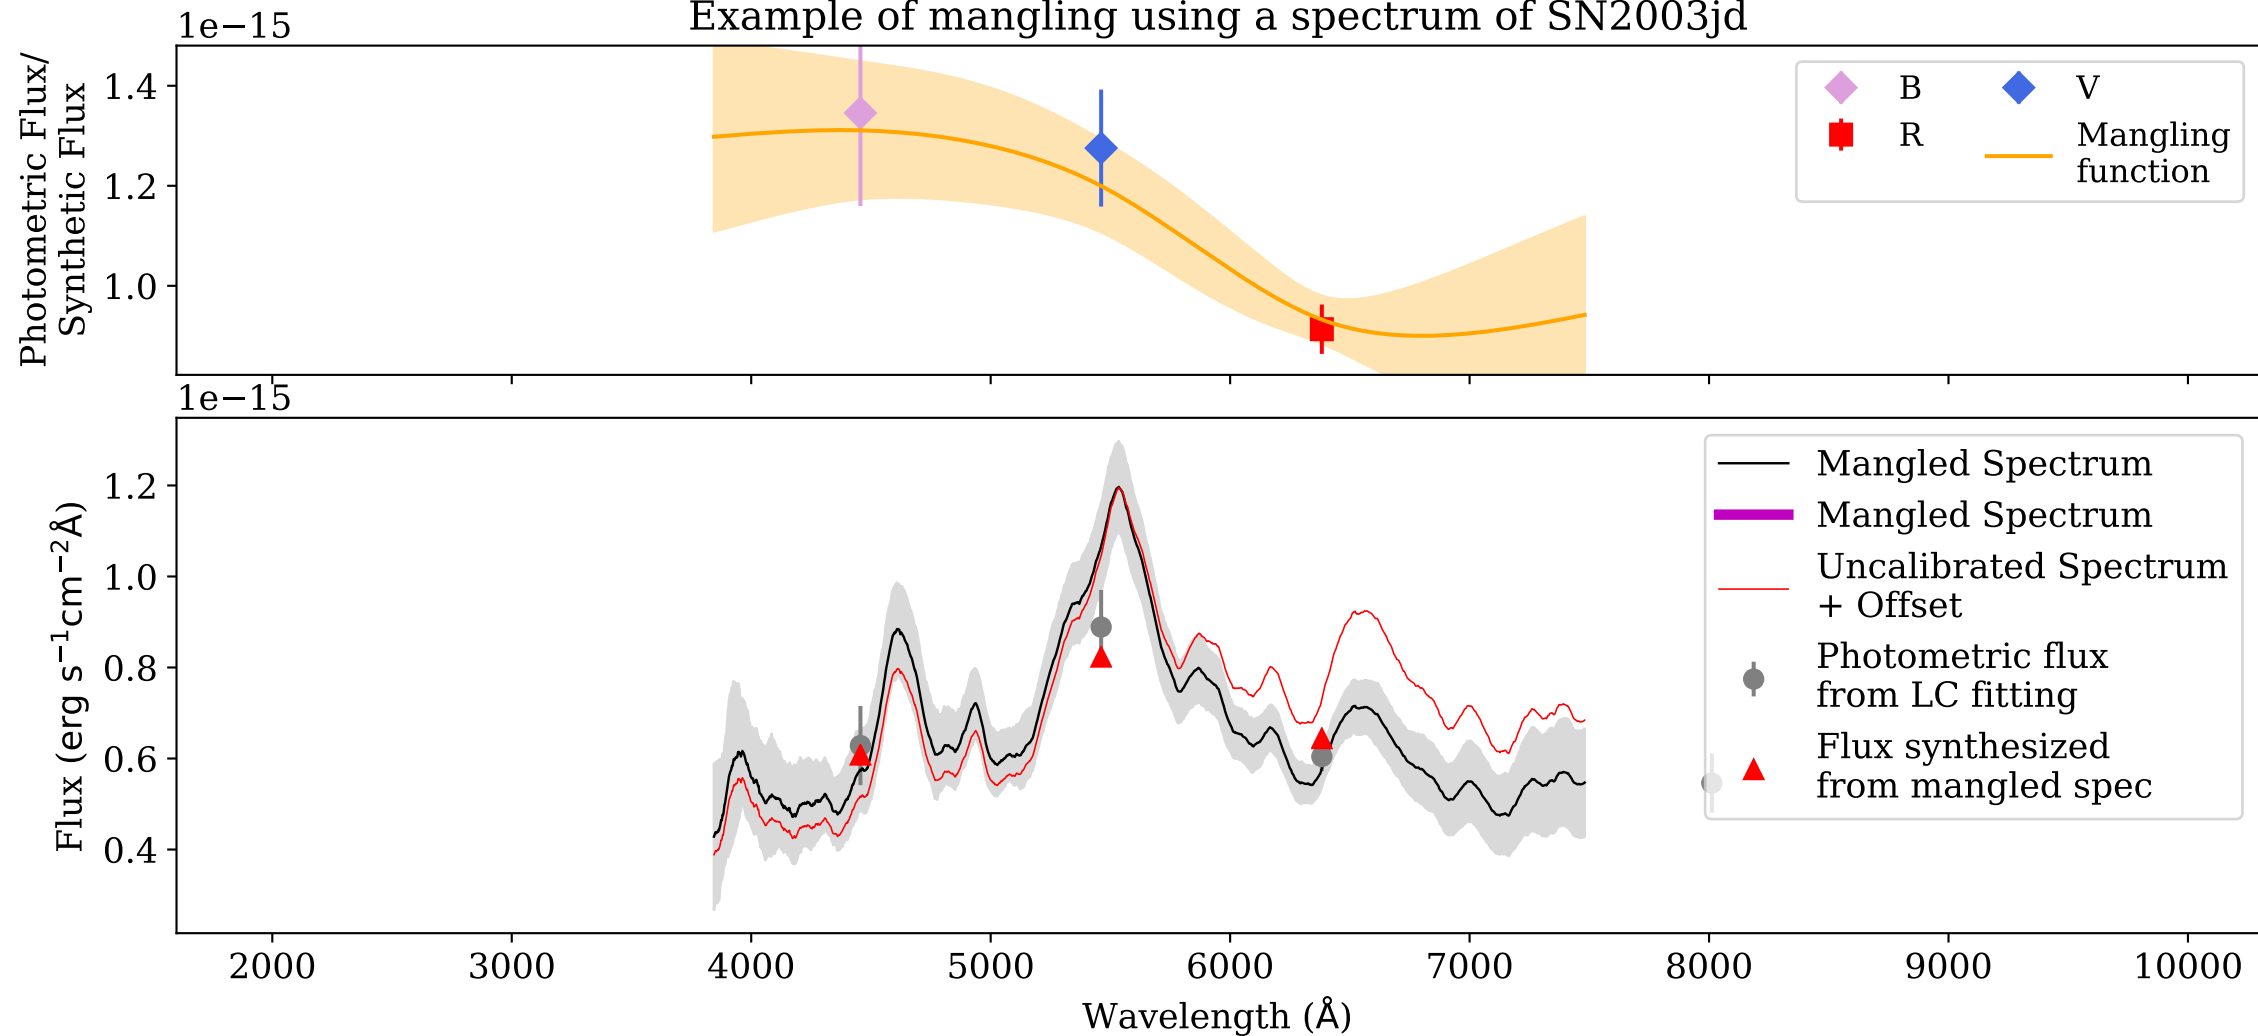 Example of mangling using a spectrum of SN2003jd
1e−15
Photometric Flux/
Synthetic Flux
1.4
1.2
1.0
B
V
R
Mangling
function
1e−15
Flux (erg s⁻¹cm⁻²Å)
1.2
1.0
0.8
0.6
0.4
Mangled Spectrum
Mangled Spectrum
Uncalibrated Spectrum
+ Offset
Photometric flux
from LC fitting
Flux synthesized
from mangled spec
2000 3000 4000 5000 6000 7000 8000 9000 10000
Wavelength (Å)